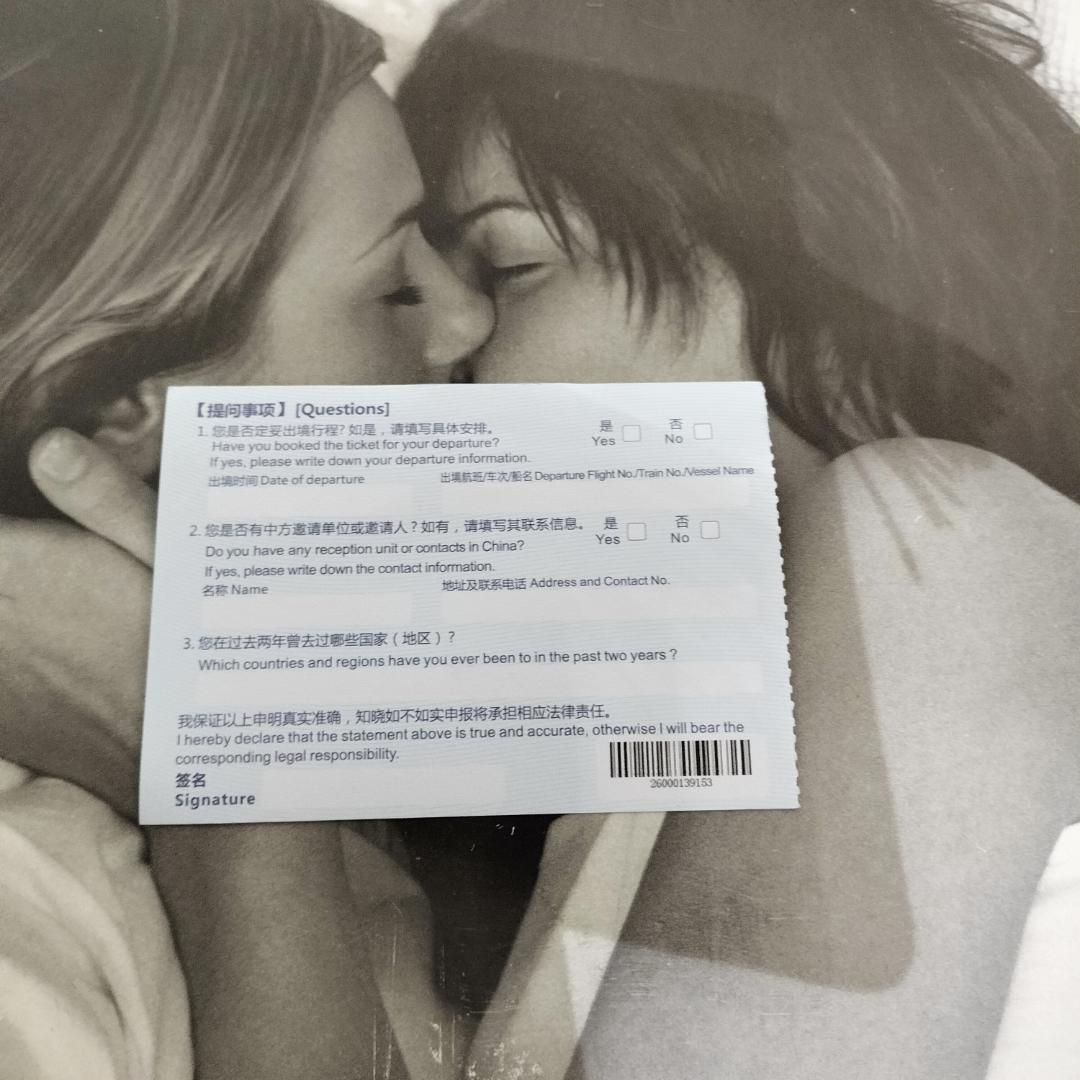 【提问事项】[Questions]
1. 您是否定妥出境行程? 如是，请填写具体安排。 是 否
Have you booked the ticket for your departure? Yes No
If yes, please write down your departure information.
出境时间 Date of departure 出境航班/车次/船名 Departure Flight No./Train No./Vessel Name
2. 您是否有中方邀请单位或邀请人？如有，请填写其联系信息。 是 否
Do you have any reception unit or contacts in China? Yes No
If yes, please write down the contact information.
名称 Name 地址及联系电话 Address and Contact No.
3. 您在过去两年曾去过哪些国家（地区）？
Which countries and regions have you ever been to in the past two years ?
我保证以上申明真实准确，知晓如不如实申报将承担相应法律责任。
I hereby declare that the statement above is true and accurate, otherwise I will bear the
corresponding legal responsibility.
签名
Signature
26000139153